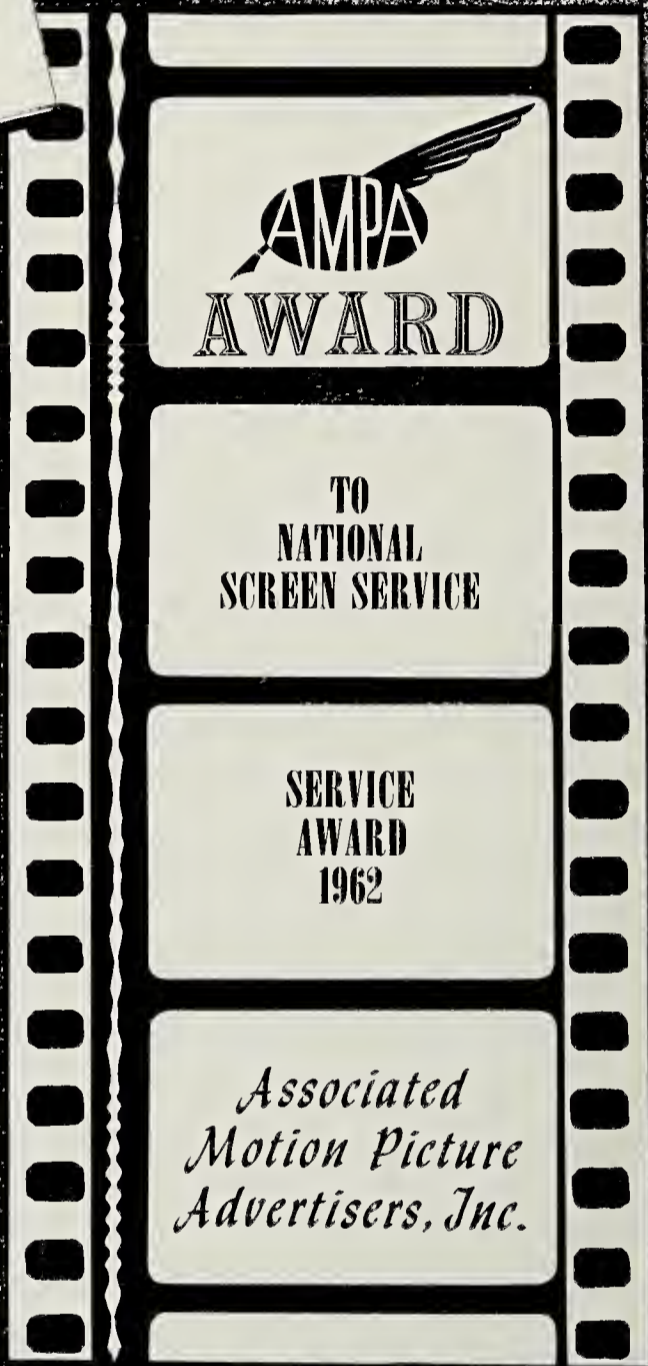 AMPA
AWARD
TO
NATIONAL
SCREEN SERVICE
SERVICE
AWARD
1962
Associated
Motion Picture
Advertisers, Inc.